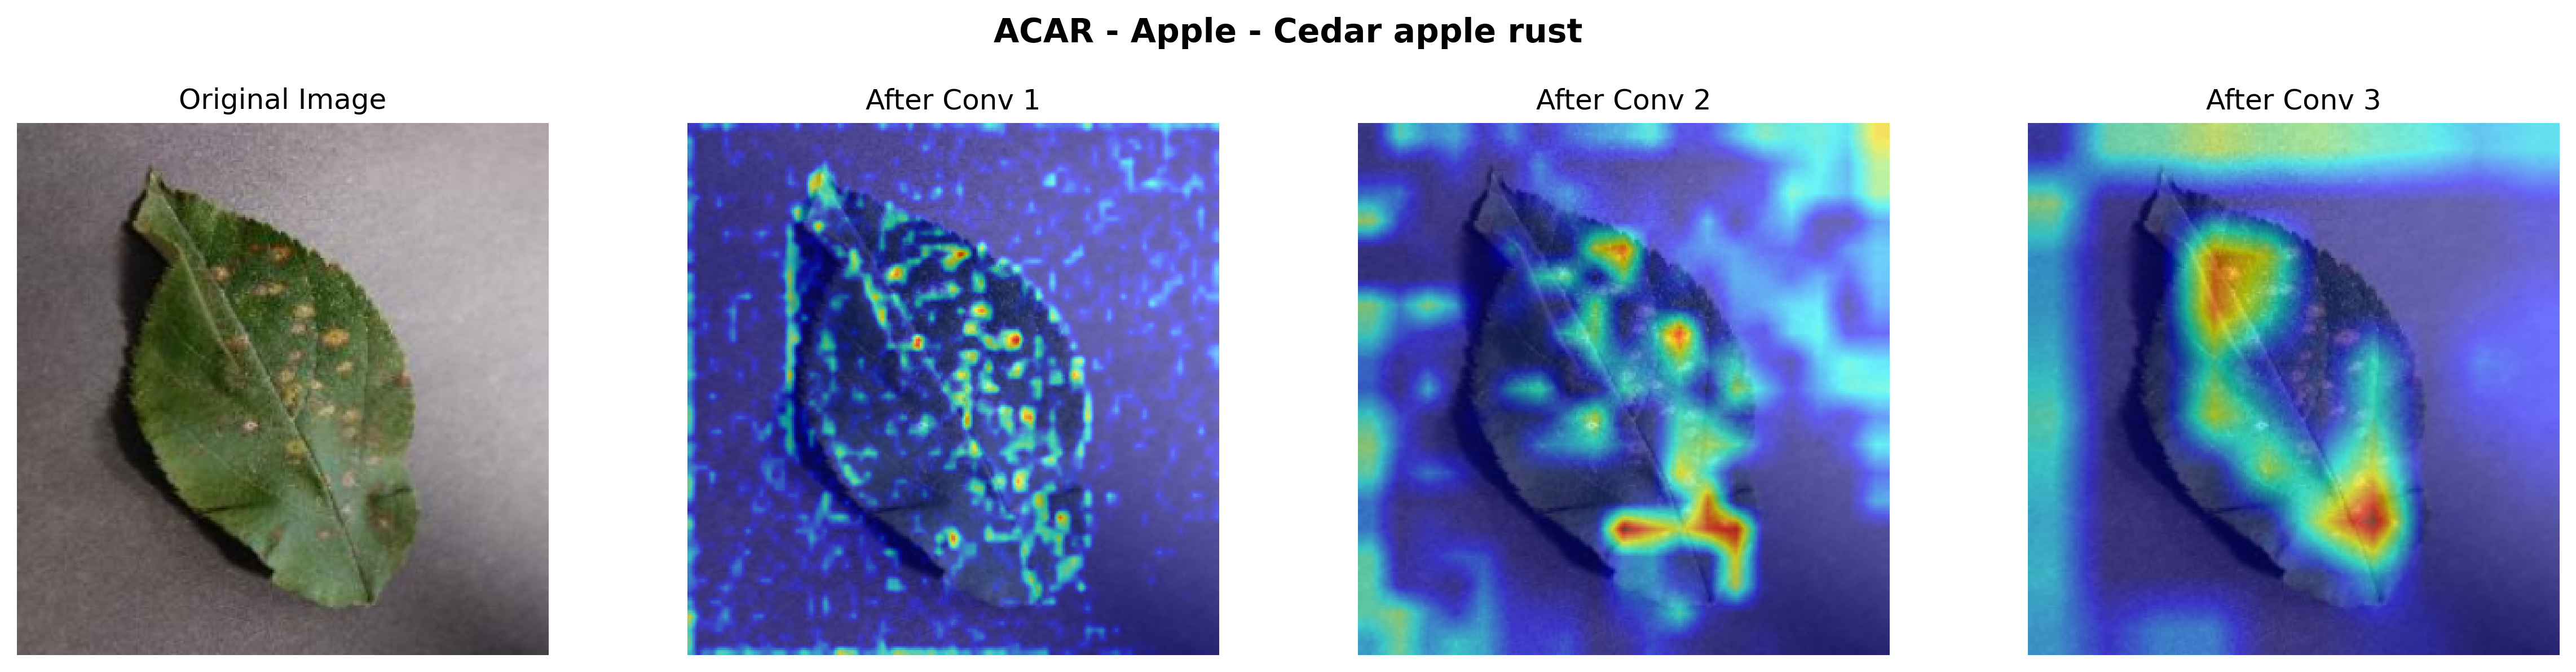 ACAR - Apple - Cedar apple rust
Original Image
After Conv 1
After Conv 2
After Conv 3